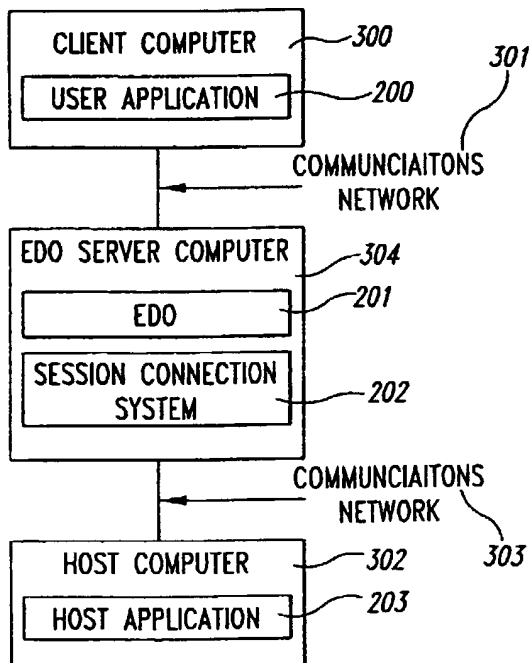 CLIENT COMPUTER
300
USER APPLICATION
200
301
COMMUNCIAITONS
NETWORK
EDO SERVER COMPUTER
304
EDO
201
SESSION CONNECTION
SYSTEM
202
COMMUNCIAITONS
NETWORK
303
HOST COMPUTER
302
HOST APPLICATION
203